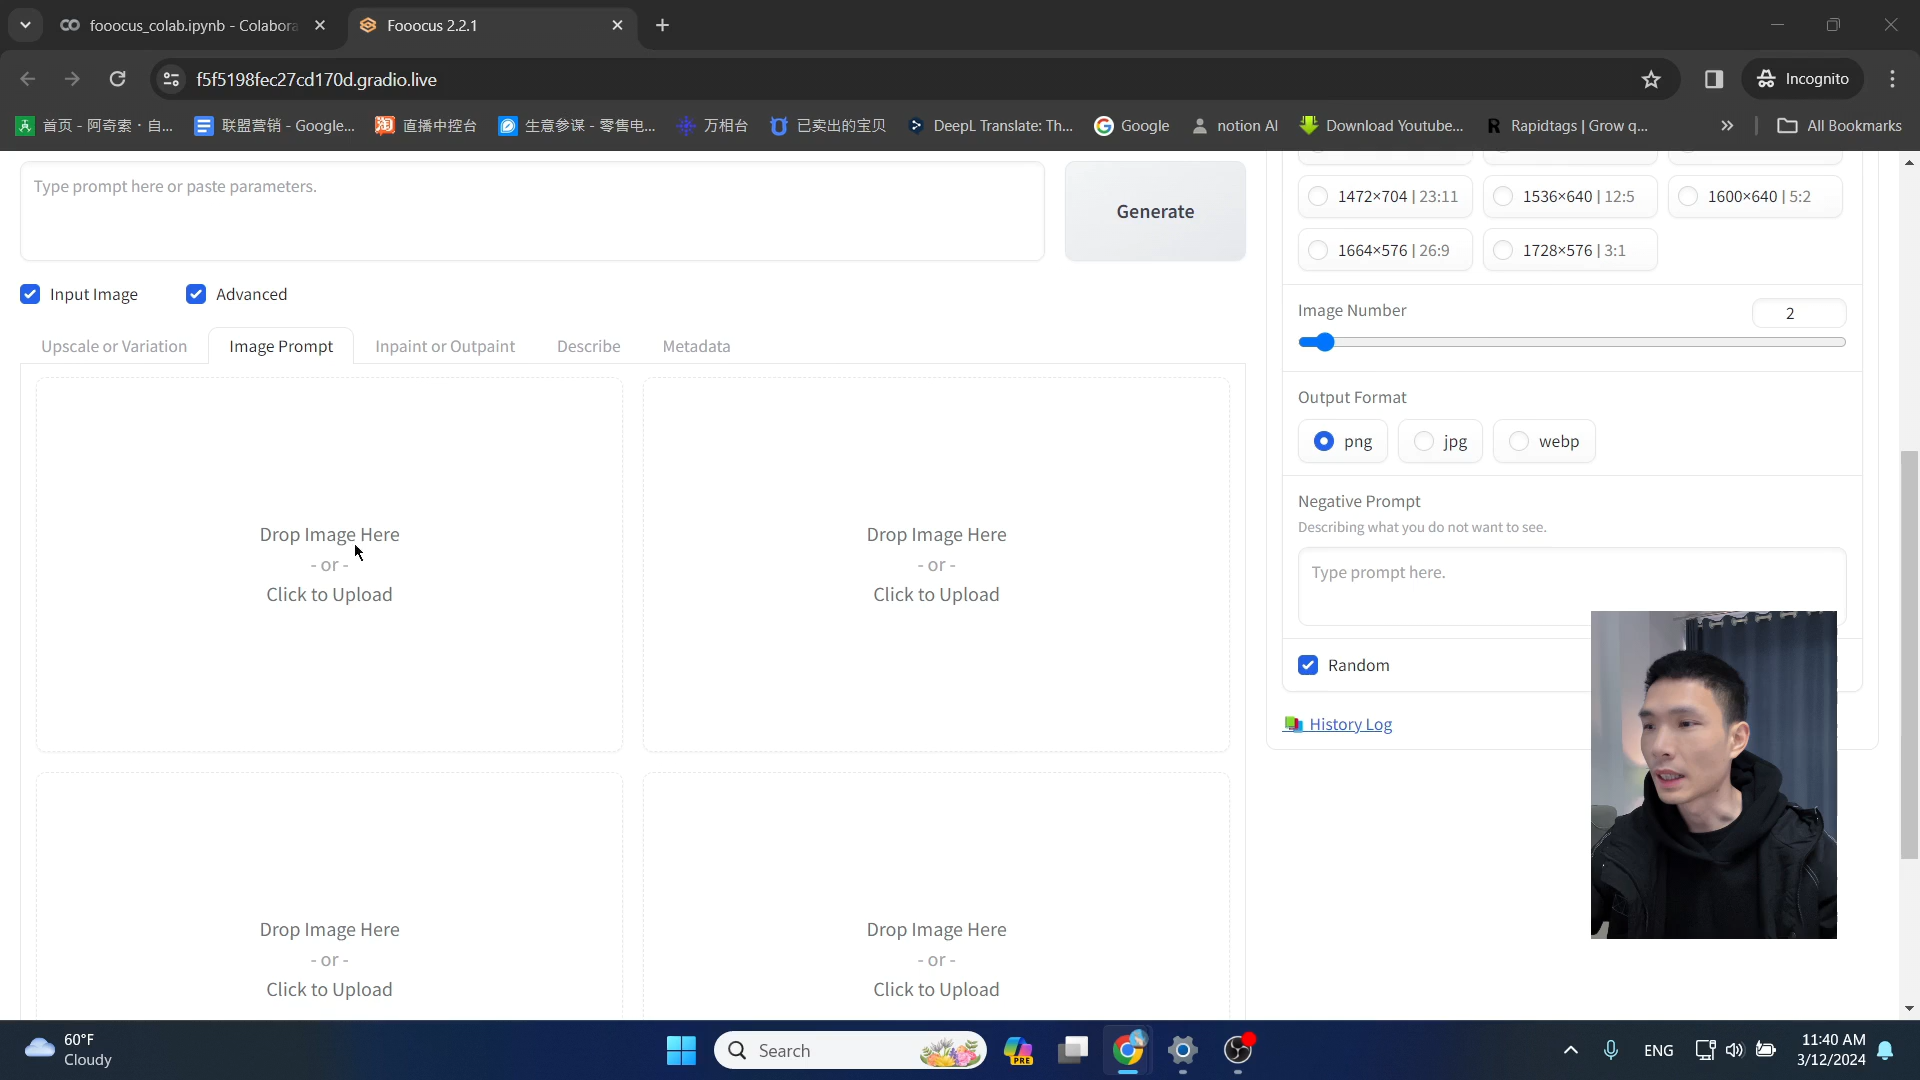 fooocus_colab.ipynb - Colabora
Fooocus 2.2.1
f5f5198fec27cd170d.gradio.live
Incognito
首页 - 阿奇索 · 自...
联盟营销 - Google...
直播中控台
生意参谋 - 零售电...
万相台
已卖出的宝贝
DeepL Translate: Th...
Google
notion AI
Download Youtube...
Rapidtags | Grow q...
All Bookmarks
Type prompt here or paste parameters.
Generate
1472×704 | 23:11
1536×640 | 12:5
1600×640 | 5:2
1664×576 | 26:9
1728×576 | 3:1
Input Image
Advanced
Image Number
2
Upscale or Variation
Image Prompt
Inpaint or Outpaint
Describe
Metadata
Output Format
png
jpg
webp
Negative Prompt
Describing what you do not want to see.
Type prompt here.
Drop Image Here
- or -
Click to Upload
Drop Image Here
- or -
Click to Upload
Random
History Log
Drop Image Here
- or -
Click to Upload
Drop Image Here
- or -
Click to Upload
60°F
Cloudy
Search
PRE
ENG
11:40 AM
3/12/2024